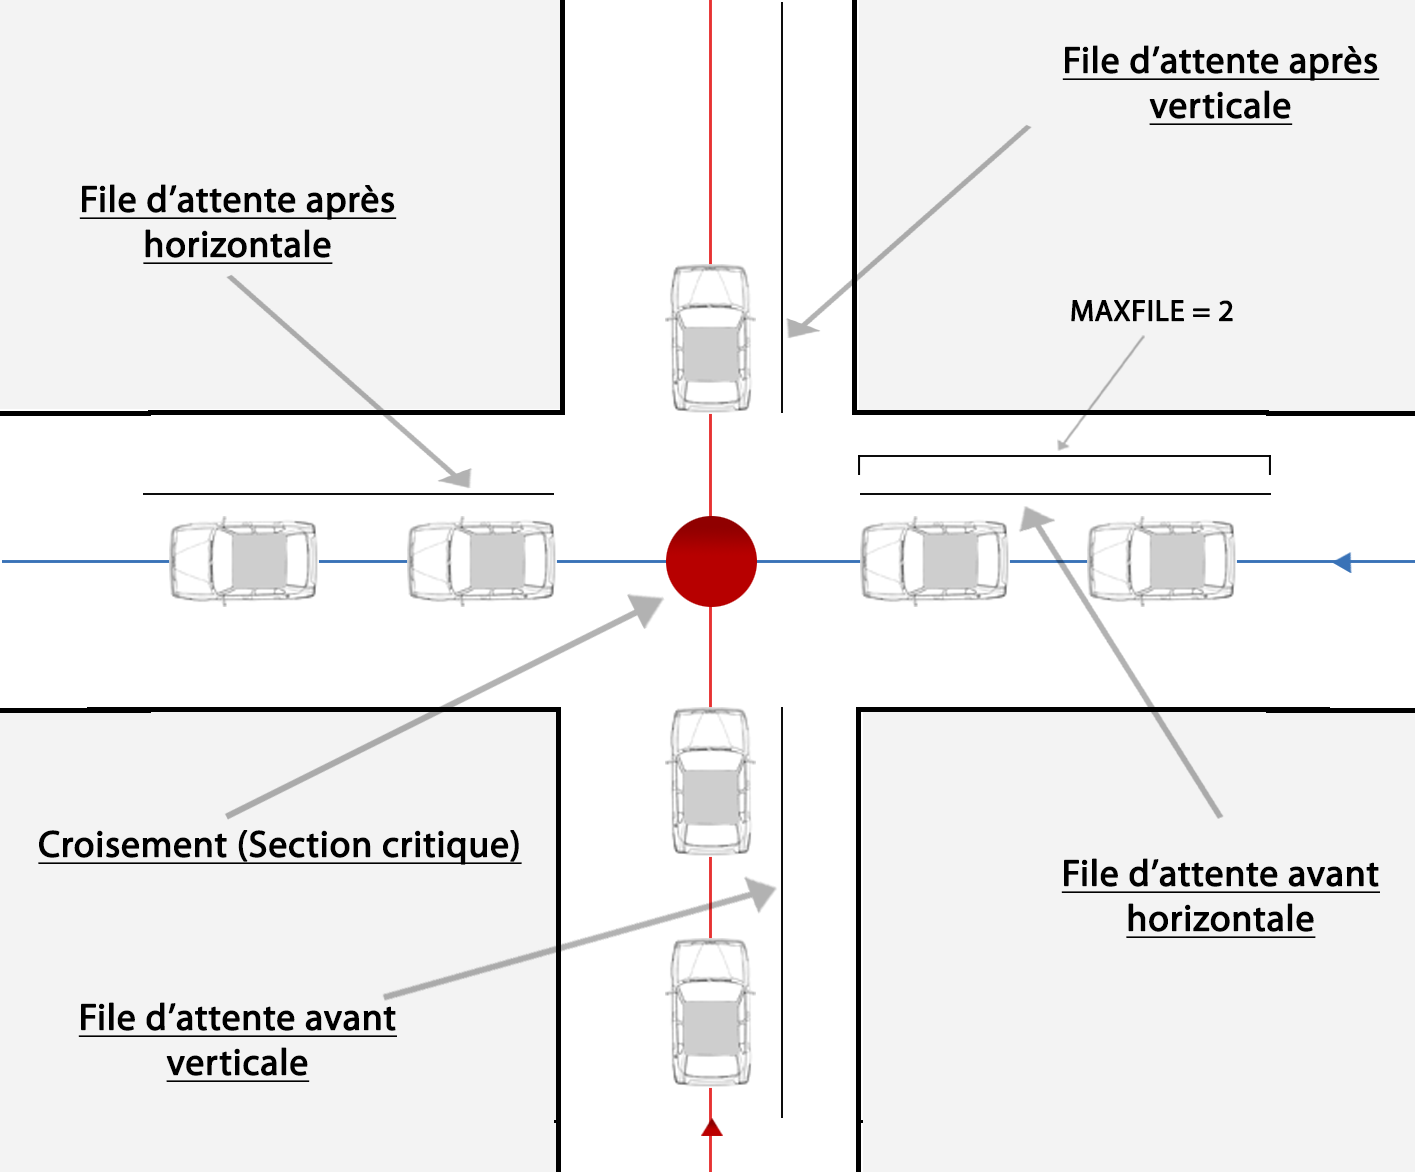 File d’attente après
verticale
File d’attente après
horizontale
MAXFILE = 2
Croisement (Section critique)
File d’attente avant
horizontale
File d’attente avant
verticale